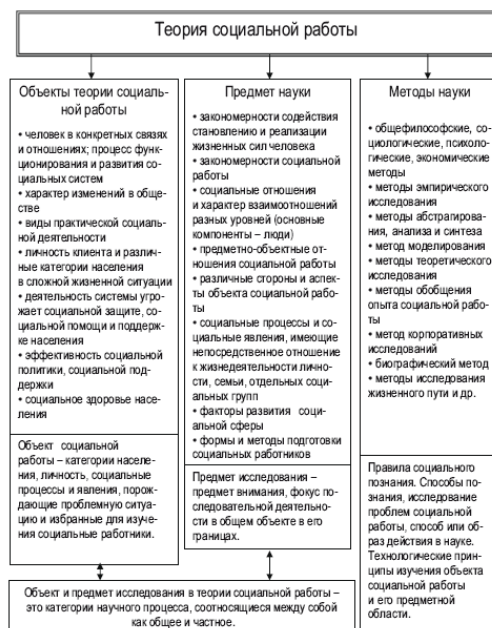 Теория социальной работы
Объекты теории социаль-
ной работы
• человек в конкретных связях
и отношениях; процесс функ-
ционирования и развития со-
циальных систем
• характер изменений в общес-
тве
• виды практической социаль-
ной деятельности
• личность клиента и различ-
ные категории населения
в сложной жизненной ситуации
• деятельность системы угро-
жает социальной защите, со-
циальной помощи и поддерж-
ке населения
• эффективность социальной
политики, социальной под-
держки
• социальное здоровье насе-
ления
Объект социальной
работы – категории населе-
ния, личность, социальные
процессы и явления, порож-
дающие проблемную ситуа-
цию и избранные для изуче-
ния социальные работники.
Предмет науки
• закономерности содействия
становлению и реализации
жизненных сил человека
• закономерности социальной
работы
• социальные отношения
и характер взаимоотношений
разных уровней (основные
компоненты – люди)
• предметно-объектные от-
ношения социальной работы
• различные стороны и аспек-
ты объекта социальной рабо-
ты
• социальные процессы и со-
циальные явления, имеющие
непосредственное отношение
к жизнедеятельности лично-
сти, семьи, отдельных социа-
льных групп
• факторы развития социа-
льной сферы
• формы и методы подготовки
социальных работников
Предмет исследования –
предмет внимания, фокус по-
следовательной деятельнос-
ти в общем объекте в его
границах.
Методы науки
• общефилософские, со-
циологические, психоло-
гические, экономические
методы
• методы эмпирического
исследования
• методы абстрагирова-
ния, анализа и синтеза
• метод моделирования
• методы теоретического
исследования
• методы обобщения
опыта социальной рабо-
ты
• метод корпоративных
исследований
• биографический метод
• методы исследования
жизненного пути и др.
Правила социального
познания. Способы по-
знания, исследование
проблем социальной
работы, способ или об-
раз действия в науке.
Технологические прин-
ципы изучения объекта
социальной работы
и его предметной
области.
Объект и предмет исследования в теории социальной работы –
это категории научного процесса, соотносящиеся между собой
как общее и частное.